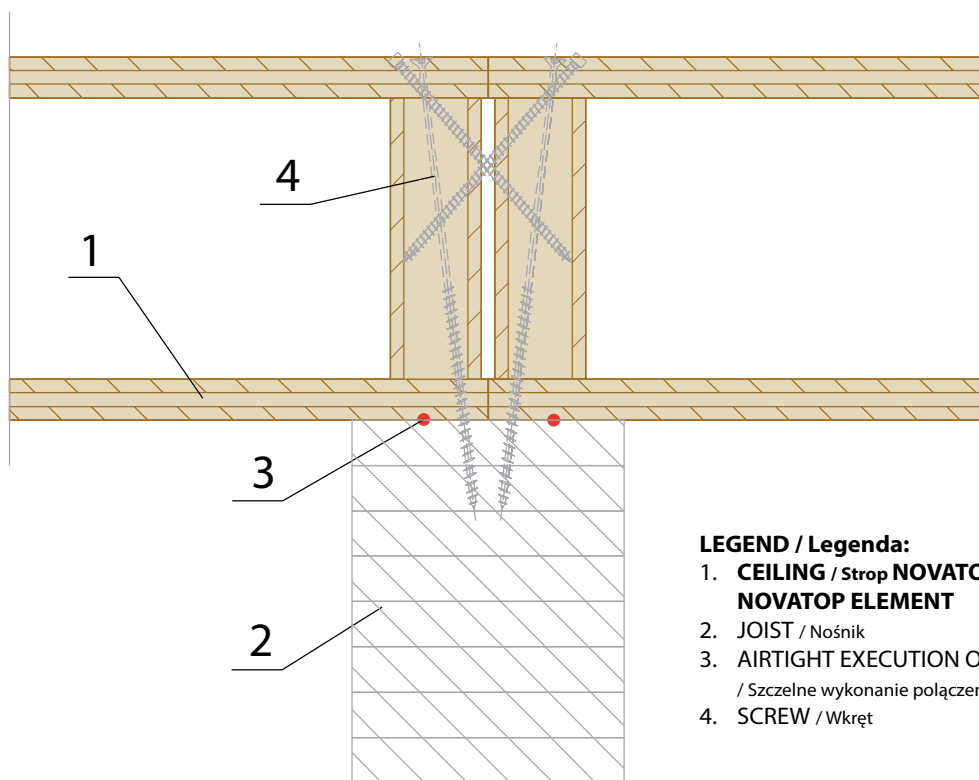 4
1
3
2
LEGEND / Legenda:
1. CEILING / Strop
NOVATOP ELEMENT
2. JOIST / Nośnik
3. AIRTIGHT EXECUTION
/ Szczelne wykonanie
4. SCREW / Wkręt